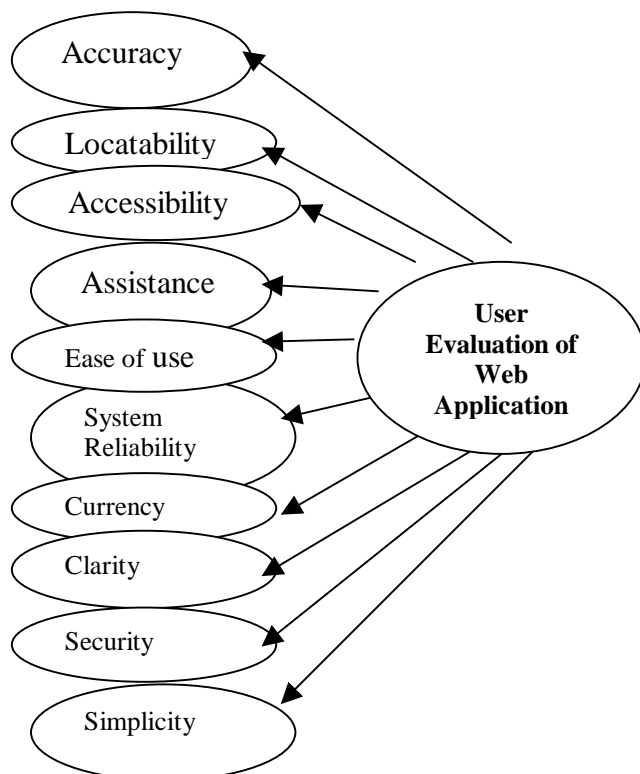 Accuracy
Locatability
Accessibility
Assistance
Ease of use
System
Reliability
Currency
Clarity
Security
Simplicity
User
Evaluation of
Web
Application